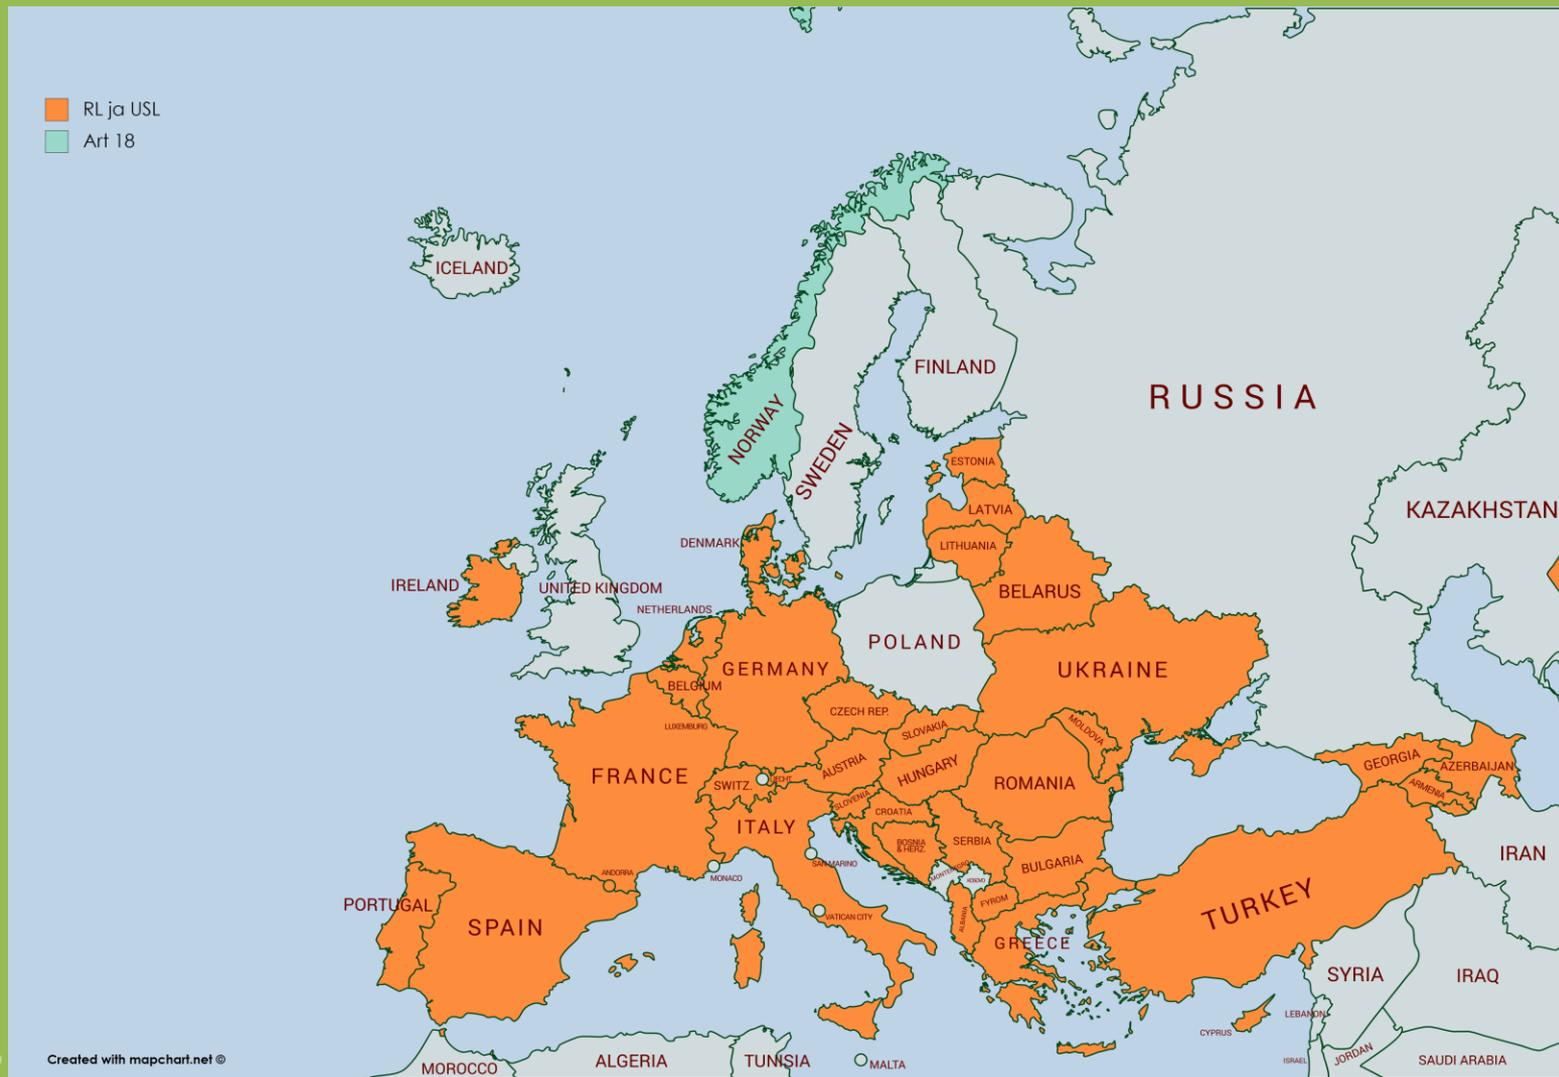 RL ja USL
Art 18
ICELAND
NORWAY
SWEDEN
FINLAND
RUSSIA
ESTONIA
LATVIA
LITHUANIA
KAZAKHSTAN
DENMARK
IRELAND
UNITED KINGDOM
NETHERLANDS
BELARUS
POLAND
GERMANY
UKRAINE
BELGIUM
CZECH REP.
LUXEMBURG
SLOVAKIA
MOLDOVA
AUSTRIA
HUNGARY
GEORGIA
AZERBAIJAN
FRANCE
SWITZ.
LIECHT.
ROMANIA
ARMENIA
SLOVENIA
CROATIA
ITALY
SERBIA
BOSNIA
& HERZ.
IRAN
SAN MARINO
BULGARIA
ANDORRA
MONACO
MONTENEGRO
KOSOVO
PORTUGAL
FYROM
TURKEY
SPAIN
VATICAN CITY
ALBANIA
GREECE
SYRIA
IRAQ
LEBANON
CYPRUS
Created with mapchart.net ©
MOROCCO
ALGERIA
TUNISIA
MALTA
ISRAEL
JORDAN
SAUDI ARABIA